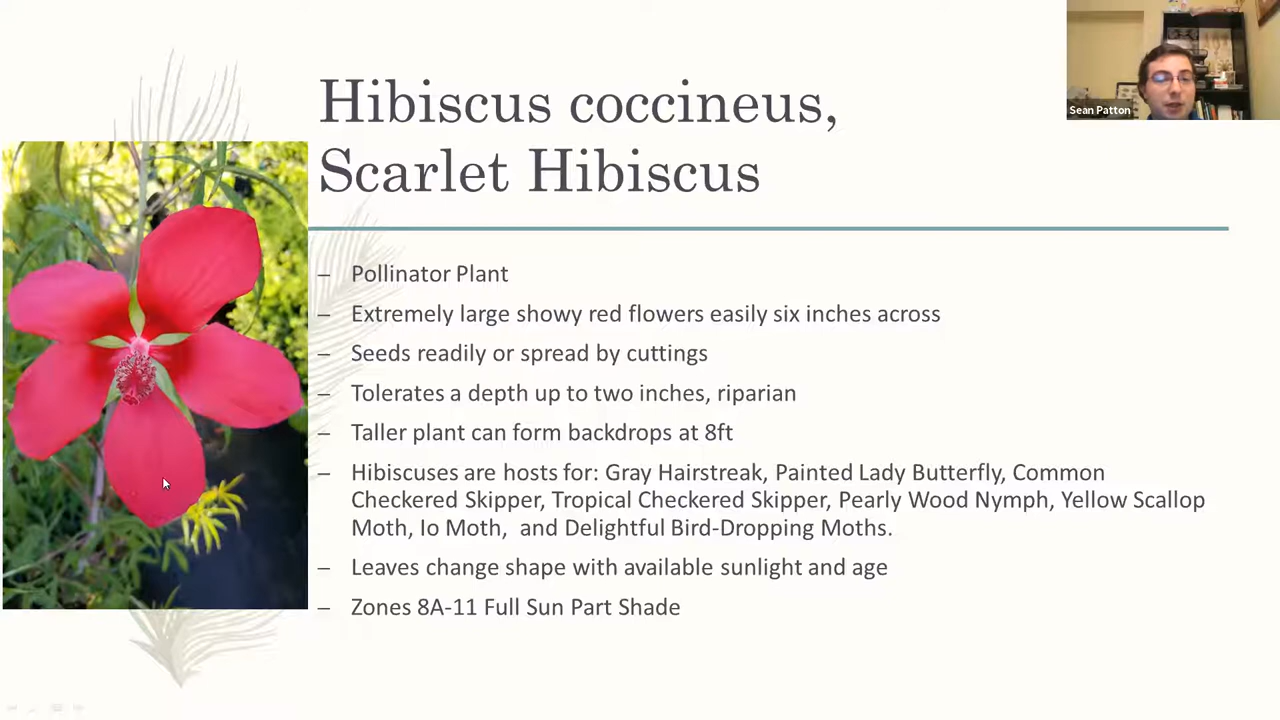 Hibiscus coccineus,
Scarlet Hibiscus
Sean Patton
– Pollinator Plant
– Extremely large showy red flowers easily six inches across
– Seeds readily or spread by cuttings
– Tolerates a depth up to two inches, riparian
– Taller plant can form backdrops at 8ft
– Hibiscuses are hosts for: Gray Hairstreak, Painted Lady Butterfly, Common
Checkered Skipper, Tropical Checkered Skipper, Pearly Wood Nymph, Yellow Scallop
Moth, Io Moth,  and Delightful Bird-Dropping Moths.
– Leaves change shape with available sunlight and age
– Zones 8A-11 Full Sun Part Shade